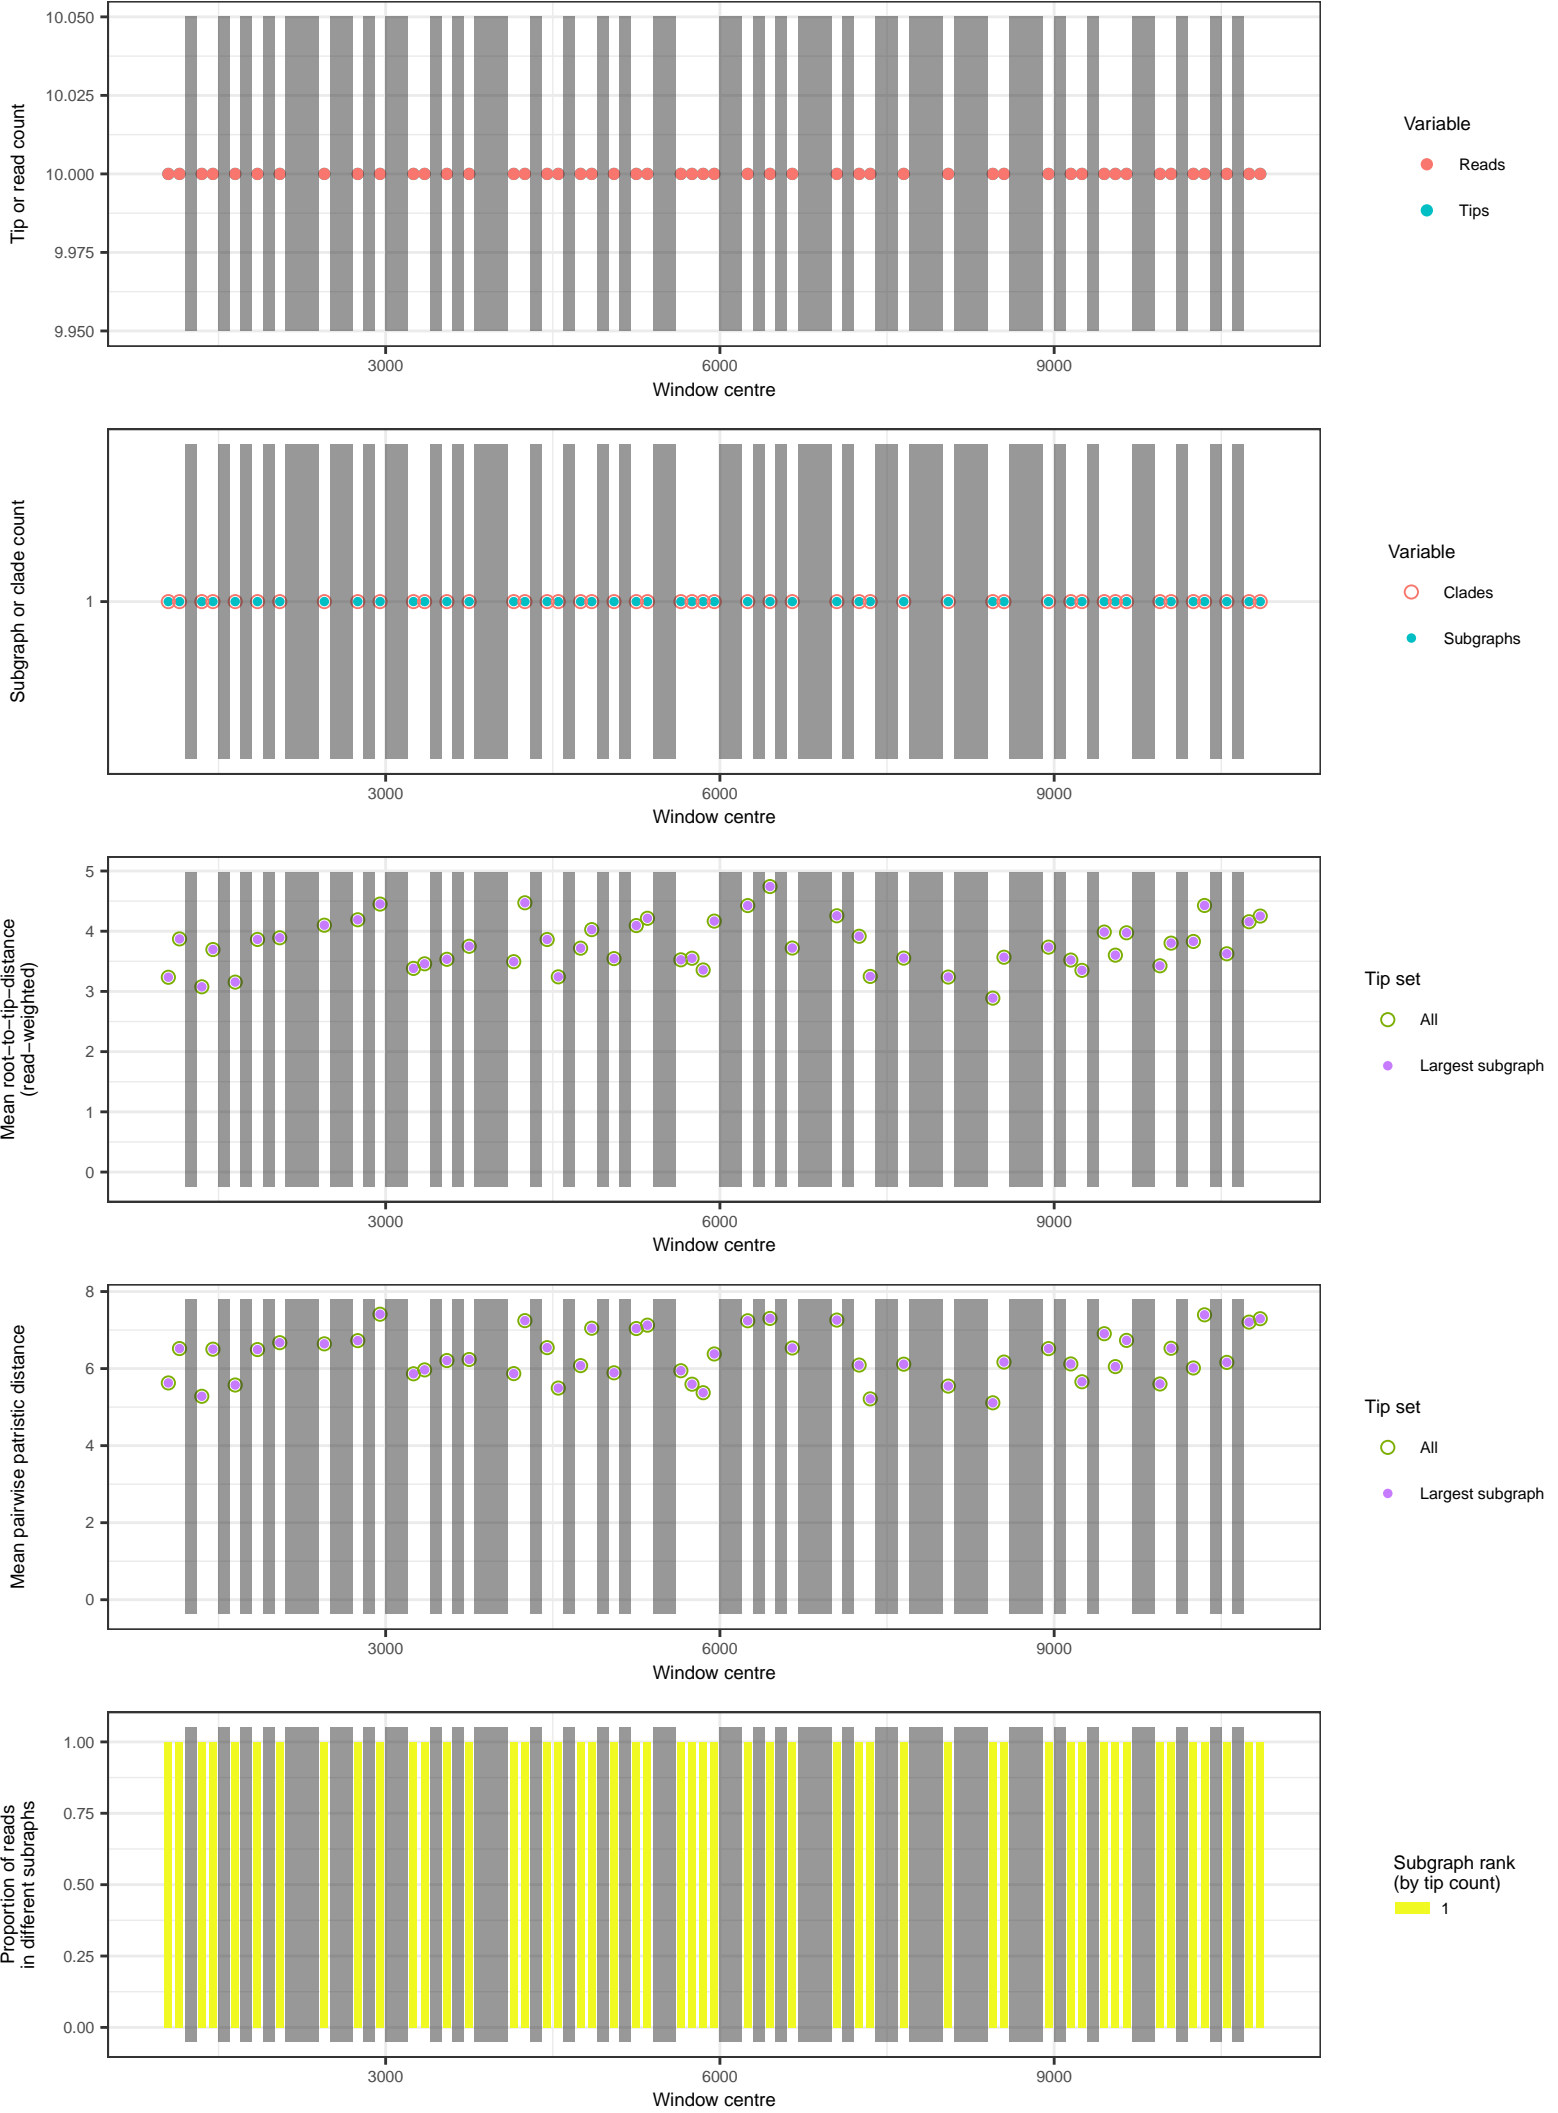 10.050
10.025
10.000
9.975
9.950
Tip or read count
3000
6000
9000
Window centre
Variable
Reads
Tips
1
Subgraph or clade count
3000
6000
9000
Window centre
Variable
Clades
Subgraphs
5
4
3
2
1
0
Mean root−to−tip−distance
(read−weighted)
3000
6000
9000
Window centre
Tip set
All
Largest subgraph
8
6
4
2
0
Mean pairwise patristic distance
3000
6000
9000
Window centre
Tip set
All
Largest subgraph
1.00
0.75
0.50
0.25
0.00
Proportion of reads
in different subraphs
3000
6000
9000
Window centre
Subgraph rank
(by tip count)
1